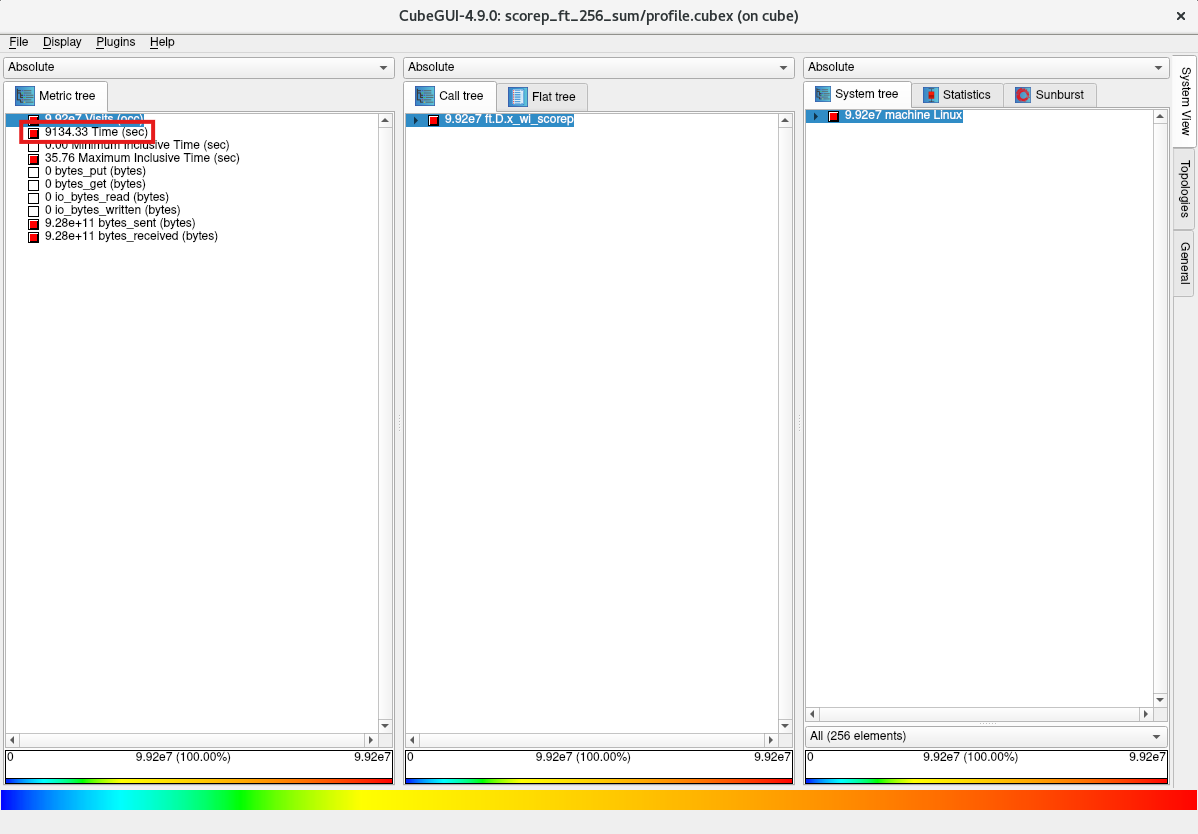 CubeGUI-4.9.0: scorep_ft_256_sum/profile.cubex (on cube)
File Display Plugins Help
Absolute
Metric tree
9.92e7 Visits (occ)
9134.33 Time (sec)
0.00 Minimum Inclusive Time (sec)
35.76 Maximum Inclusive Time (sec)
0 bytes_put (bytes)
0 bytes_get (bytes)
0 io_bytes_read (bytes)
0 io_bytes_written (bytes)
9.28e+11 bytes_sent (bytes)
9.28e+11 bytes_received (bytes)
0 9.92e7 (100.00%) 9.92e7
Absolute
Call tree Flat tree
9.92e7 ft.D.x_wl_scorep
0 9.92e7 (100.00%) 9.92e7
Absolute
System tree Statistics Sunburst
9.92e7 machine Linux
All (256 elements)
0 9.92e7 (100.00%) 9.92e7
System View
Topologies
General